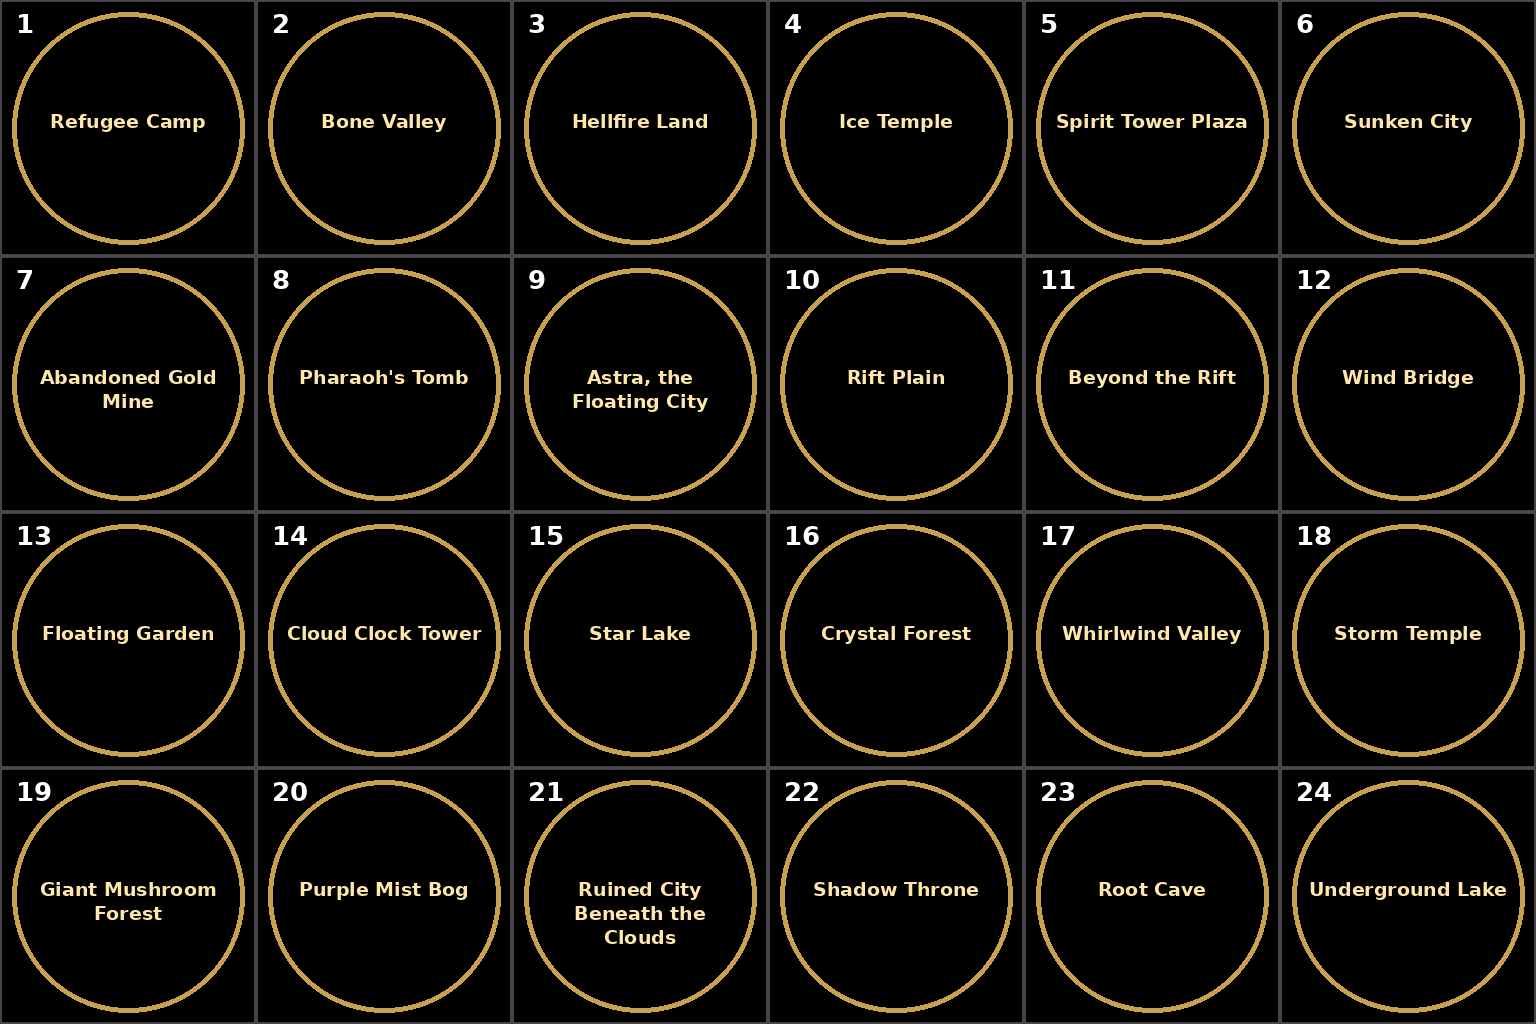 1
Refugee Camp
2
Bone Valley
3
Hellfire Land
4
Ice Temple
5
Spirit Tower Plaza
6
Sunken City
7
Abandoned Gold
Mine
8
Pharaoh's Tomb
9
Astra, the
Floating City
10
Rift Plain
11
Beyond the Rift
12
Wind Bridge
13
Floating Garden
14
Cloud Clock Tower
15
Star Lake
16
Crystal Forest
17
Whirlwind Valley
18
Storm Temple
19
Giant Mushroom
Forest
20
Purple Mist Bog
21
Ruined City
Beneath the
Clouds
22
Shadow Throne
23
Root Cave
24
Underground Lake